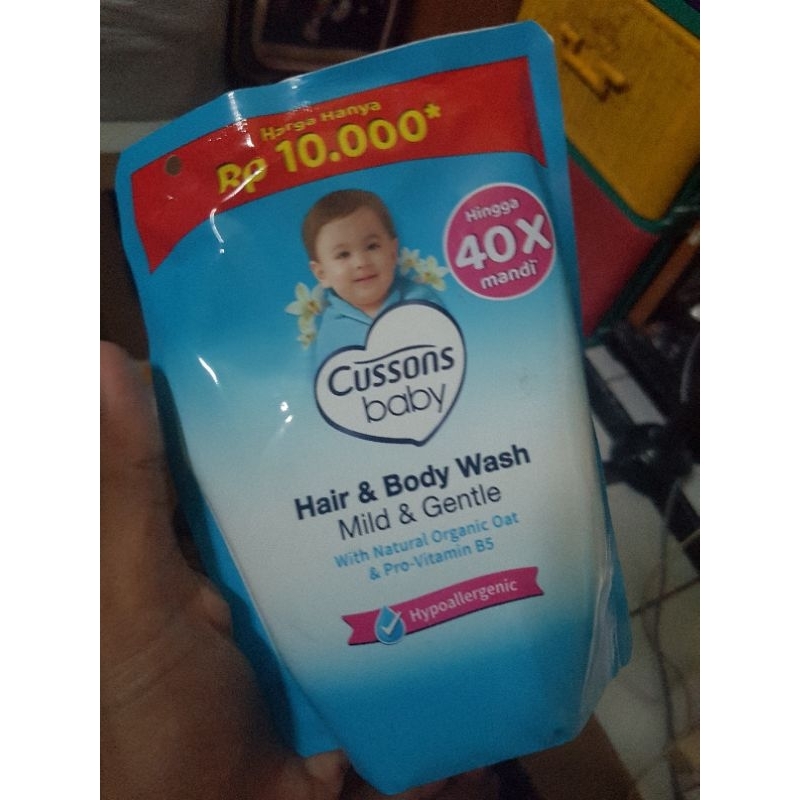 Harga Hanya
Rp 10.000*
Hingga
40X
mandi
Cussons
baby
Hair & Body Wash
Mild & Gentle
With Natural Organic Oat
& Pro-Vitamin B5
Hypoallergenic